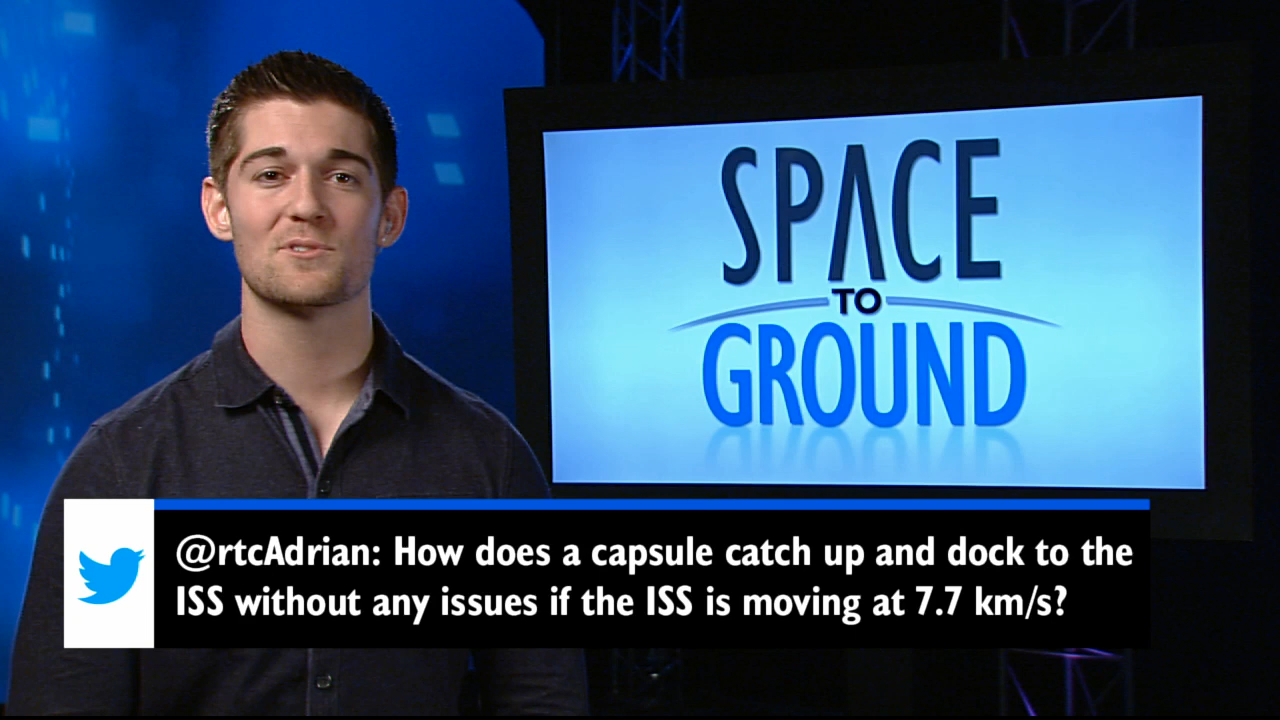 SPACE
TO
GROUND
@rtcAdrian: How does a capsule catch up and dock to the
ISS without any issues if the ISS is moving at 7.7 km/s?